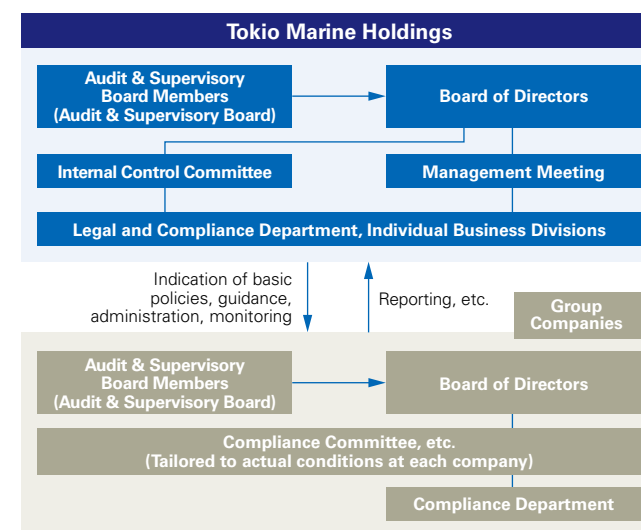 Tokio Marine Holdings
Audit & Supervisory
Board Members
(Audit & Supervisory Board)
Board of Directors
Internal Control Committee
Management Meeting
Legal and Compliance Department, Individual Business Divisions
Indication of basic
policies, guidance,
administration, monitoring
Reporting, etc.
Group
Companies
Audit & Supervisory
Board Members
(Audit & Supervisory Board)
Board of Directors
Compliance Committee, etc.
(Tailored to actual conditions at each company)
Compliance Department